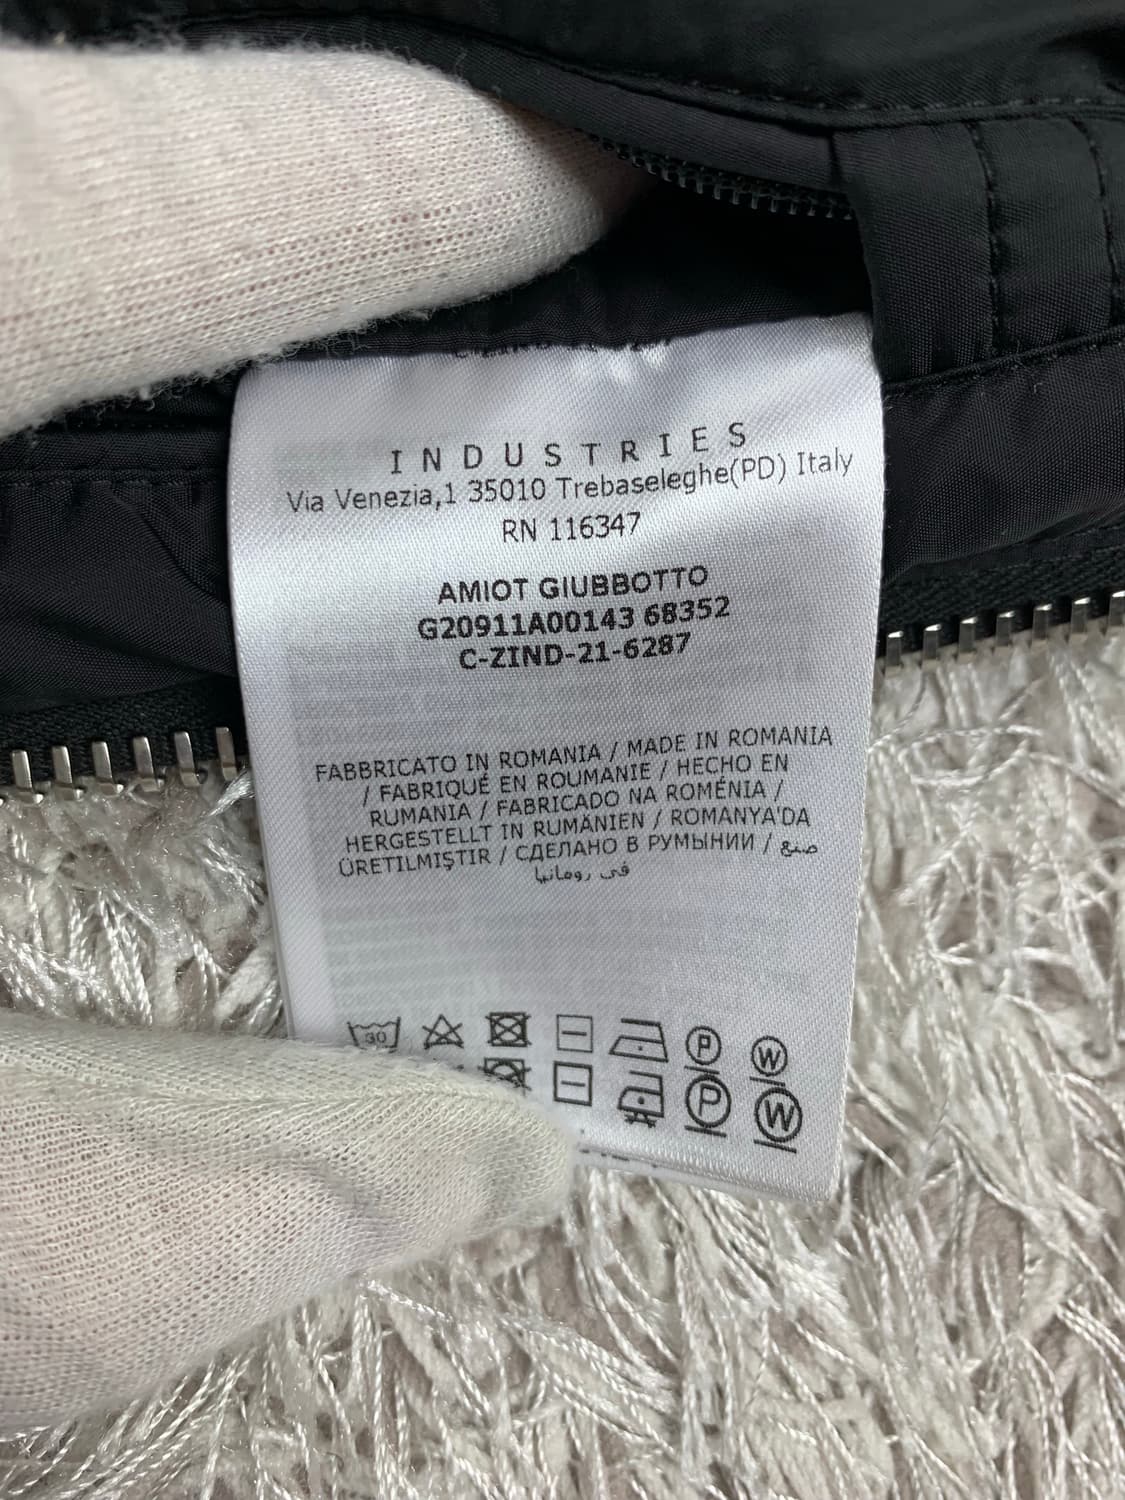 INDUSTRIES
Via Venezia,1 35010 Trebaseleghe(PD) Italy
RN 116347
AMIOT GIUBBOTTO
G20911A00143 68352
C-ZIND-21-6287
FABBRICATO IN ROMANIA / MADE IN ROMANIA
/ FABRIQUÉ EN ROUMANIE / HECHO EN
RUMANIA / FABRICADO NA ROMÉNIA /
HERGESTELLT IN RUMÄNIEN / ROMANYA'DA
ÜRETILMIŞTIR / СДЕЛАНО В РУМЫНИИ / صنع
في رومانيا
30 P W
P W